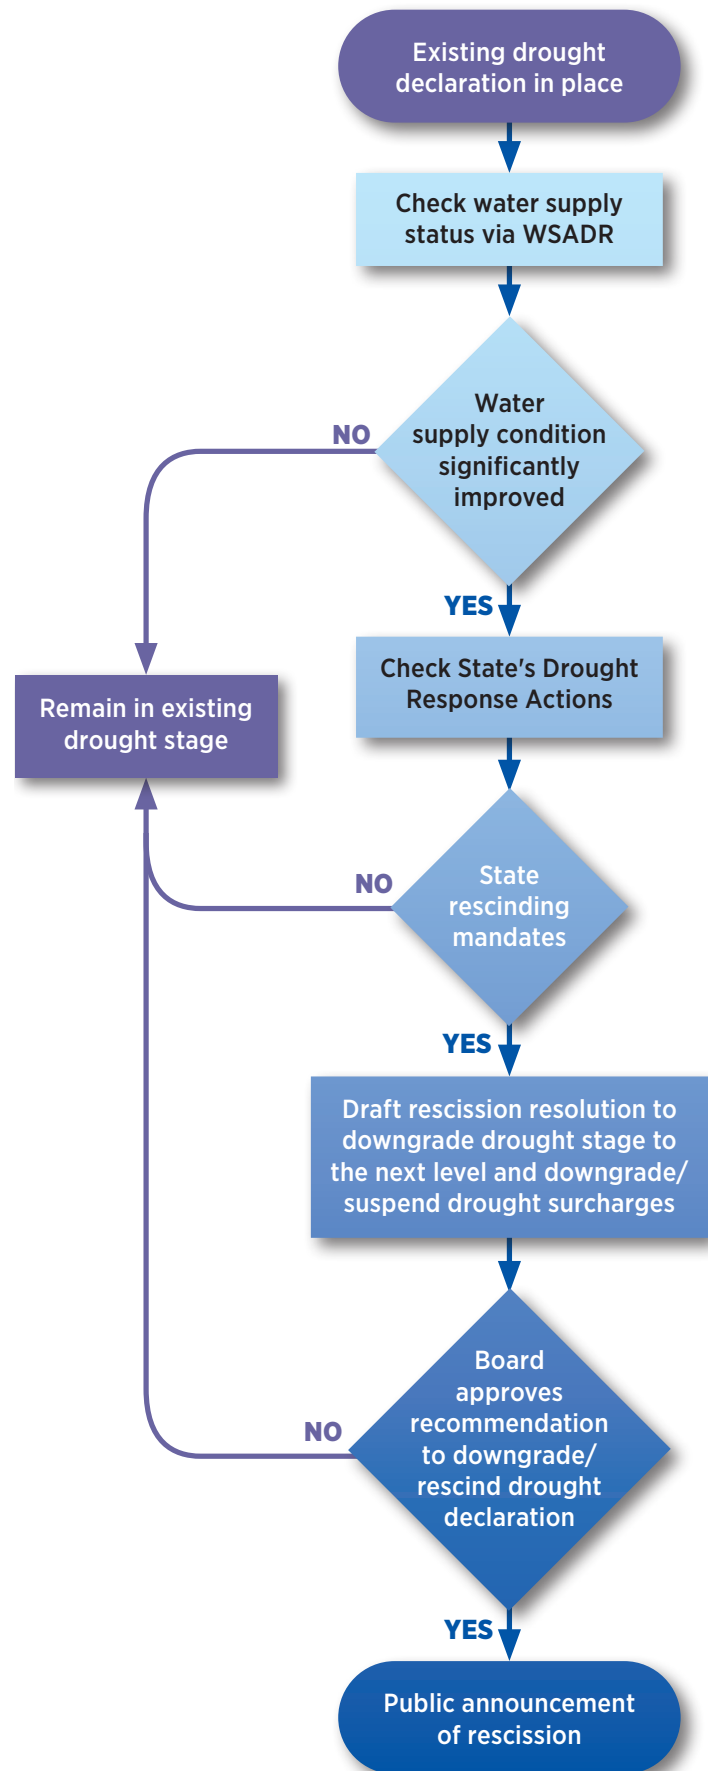 Existing drought
declaration in place
Check water supply
status via WSADR
Water
supply condition
significantly
improved
NO
YES
Check State's Drought
Response Actions
Remain in existing
drought stage
State
rescinding
mandates
NO
YES
Draft rescission resolution to
downgrade drought stage to
the next level and downgrade/
suspend drought surcharges
Board
approves
recommendation
to downgrade/
rescind drought
declaration
NO
YES
Public announcement
of rescission